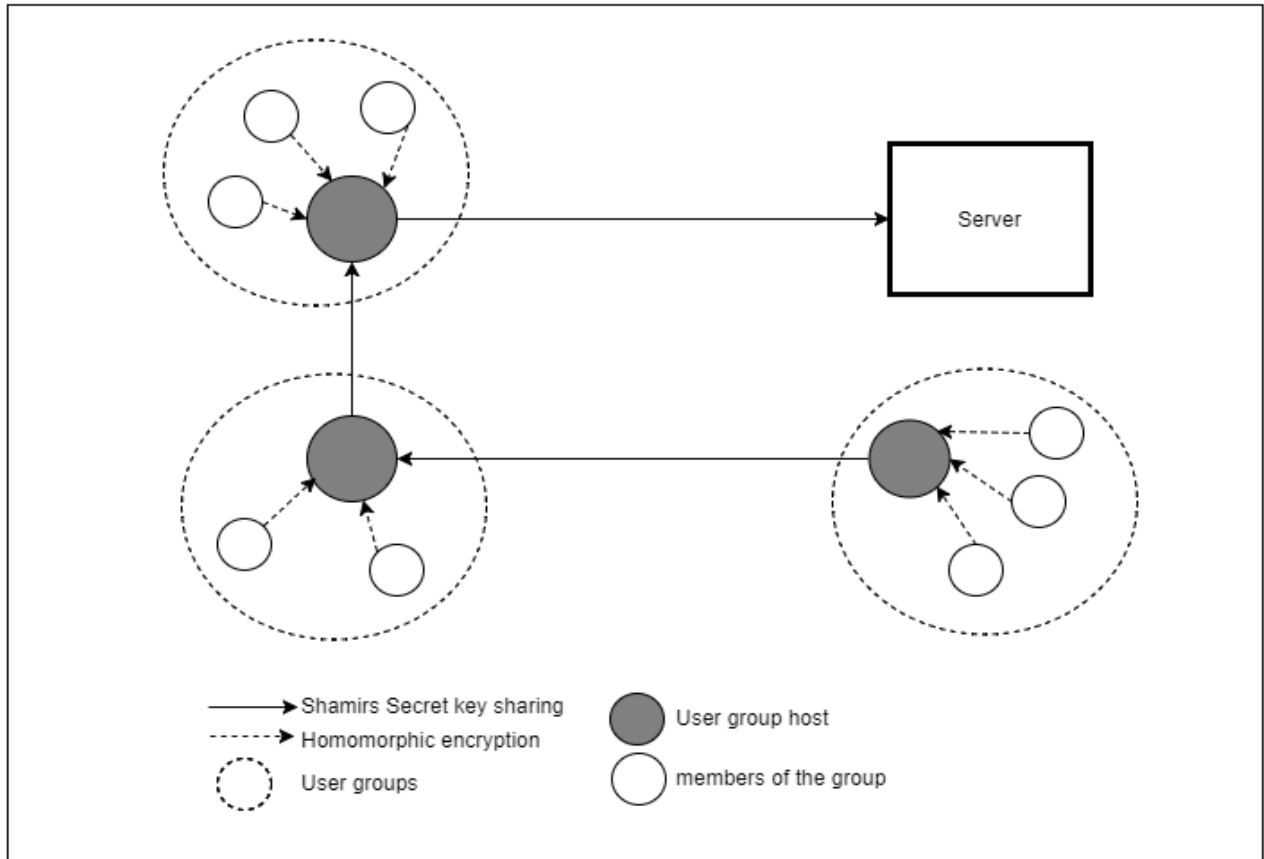 Server
Shamirs Secret key sharing
Homomorphic encryption
User groups
User group host
members of the group